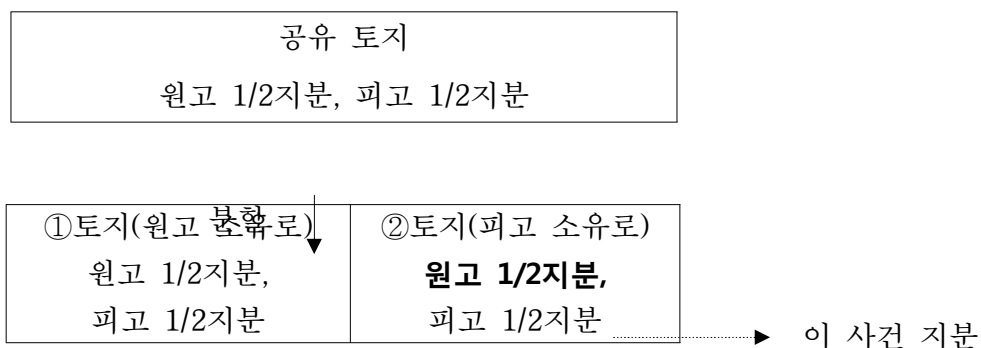 공유 토지
원고 1/2지분, 피고 1/2지분
분할
①토지(원고 소유로)
원고 1/2지분,
피고 1/2지분
②토지(피고 소유로)
원고 1/2지분,
피고 1/2지분
이 사건 지분